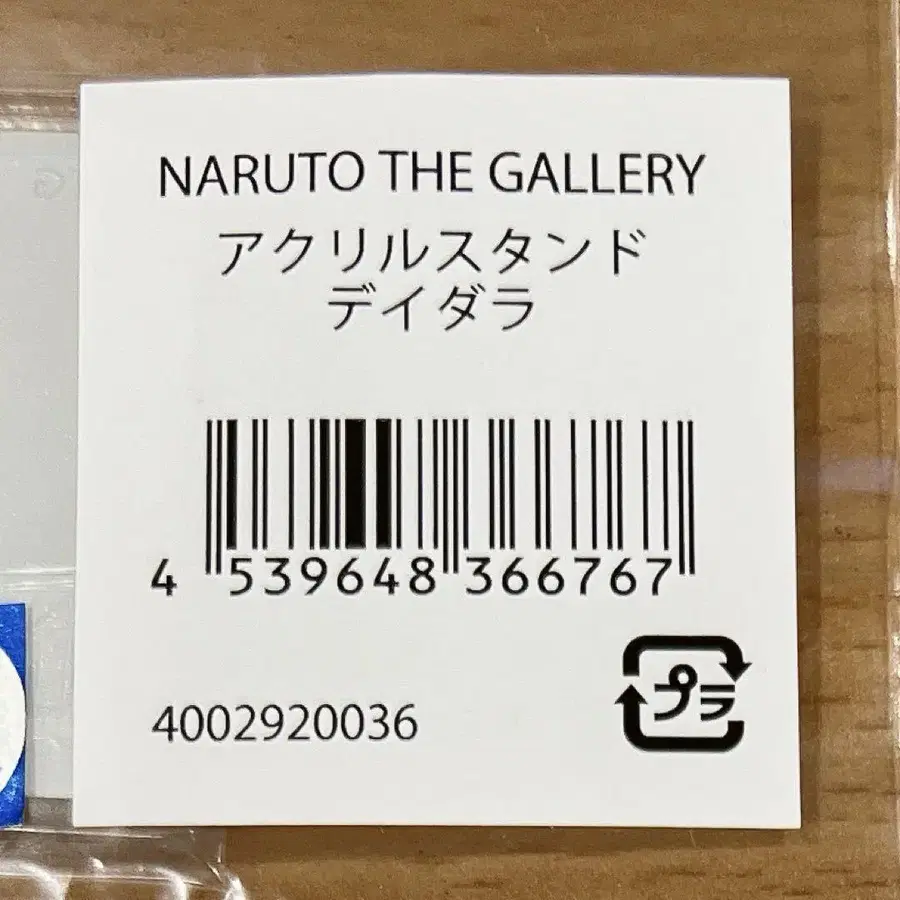 NARUTO THE GALLERY
アクリルスタンド
デイダラ
4 539648 366767
4002920036
プラ